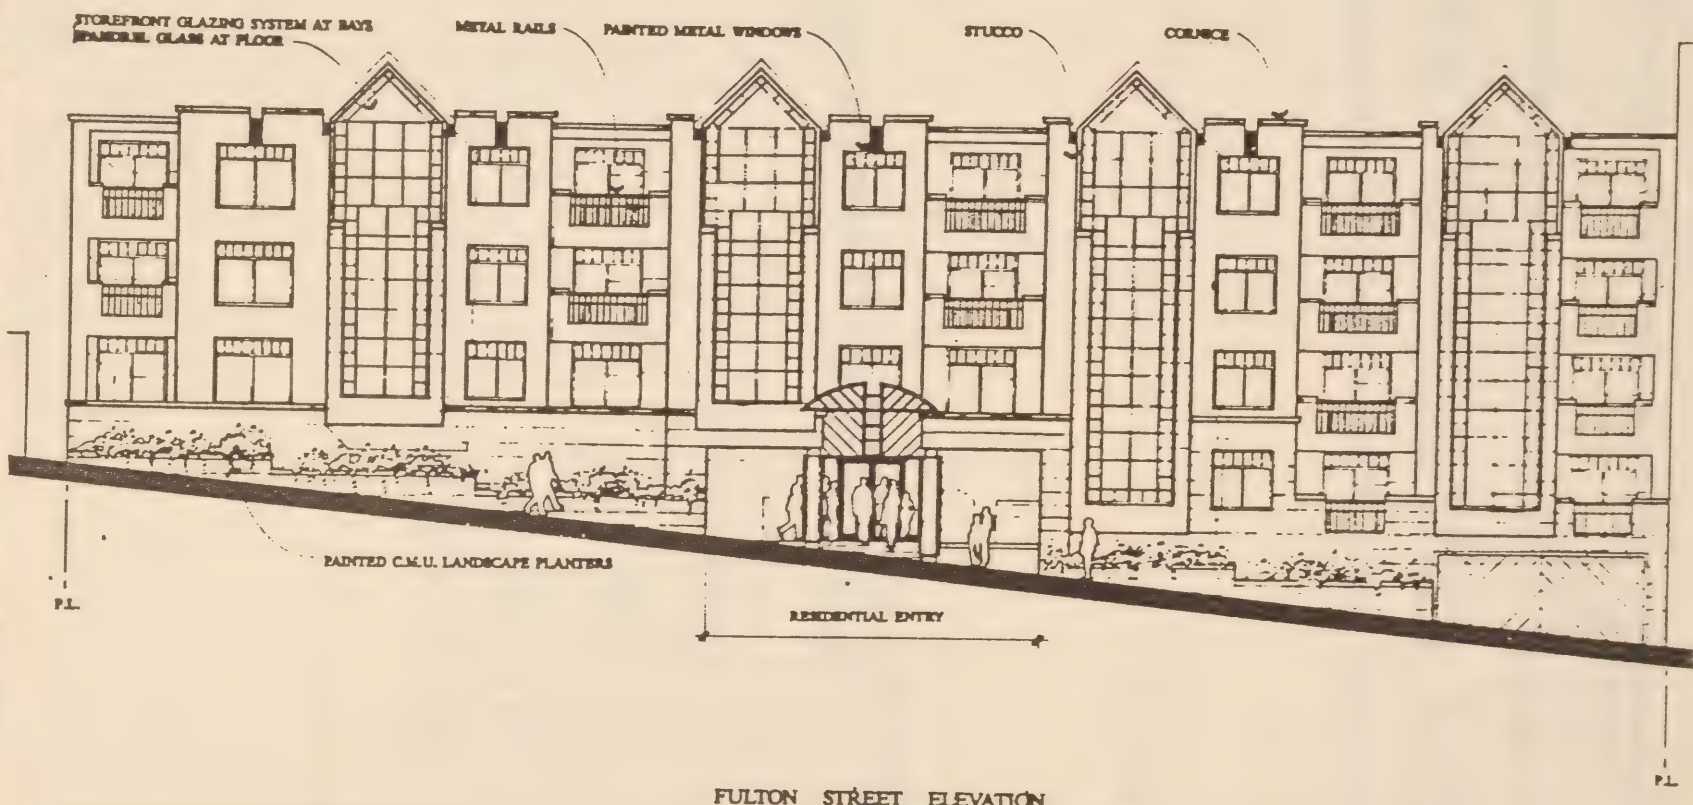 STOREFRONT GLAZING SYSTEM AT BAYS
SPANDREL GLASS AT FLOOR
METAL RAILS
PAINTED METAL WINDOWS
STUCCO
CORNICE
PAINTED C.M.U. LANDSCAPE PLANTERS
P.L.
RESIDENTIAL ENTRY
P.L.
FULTON STREET ELEVATION